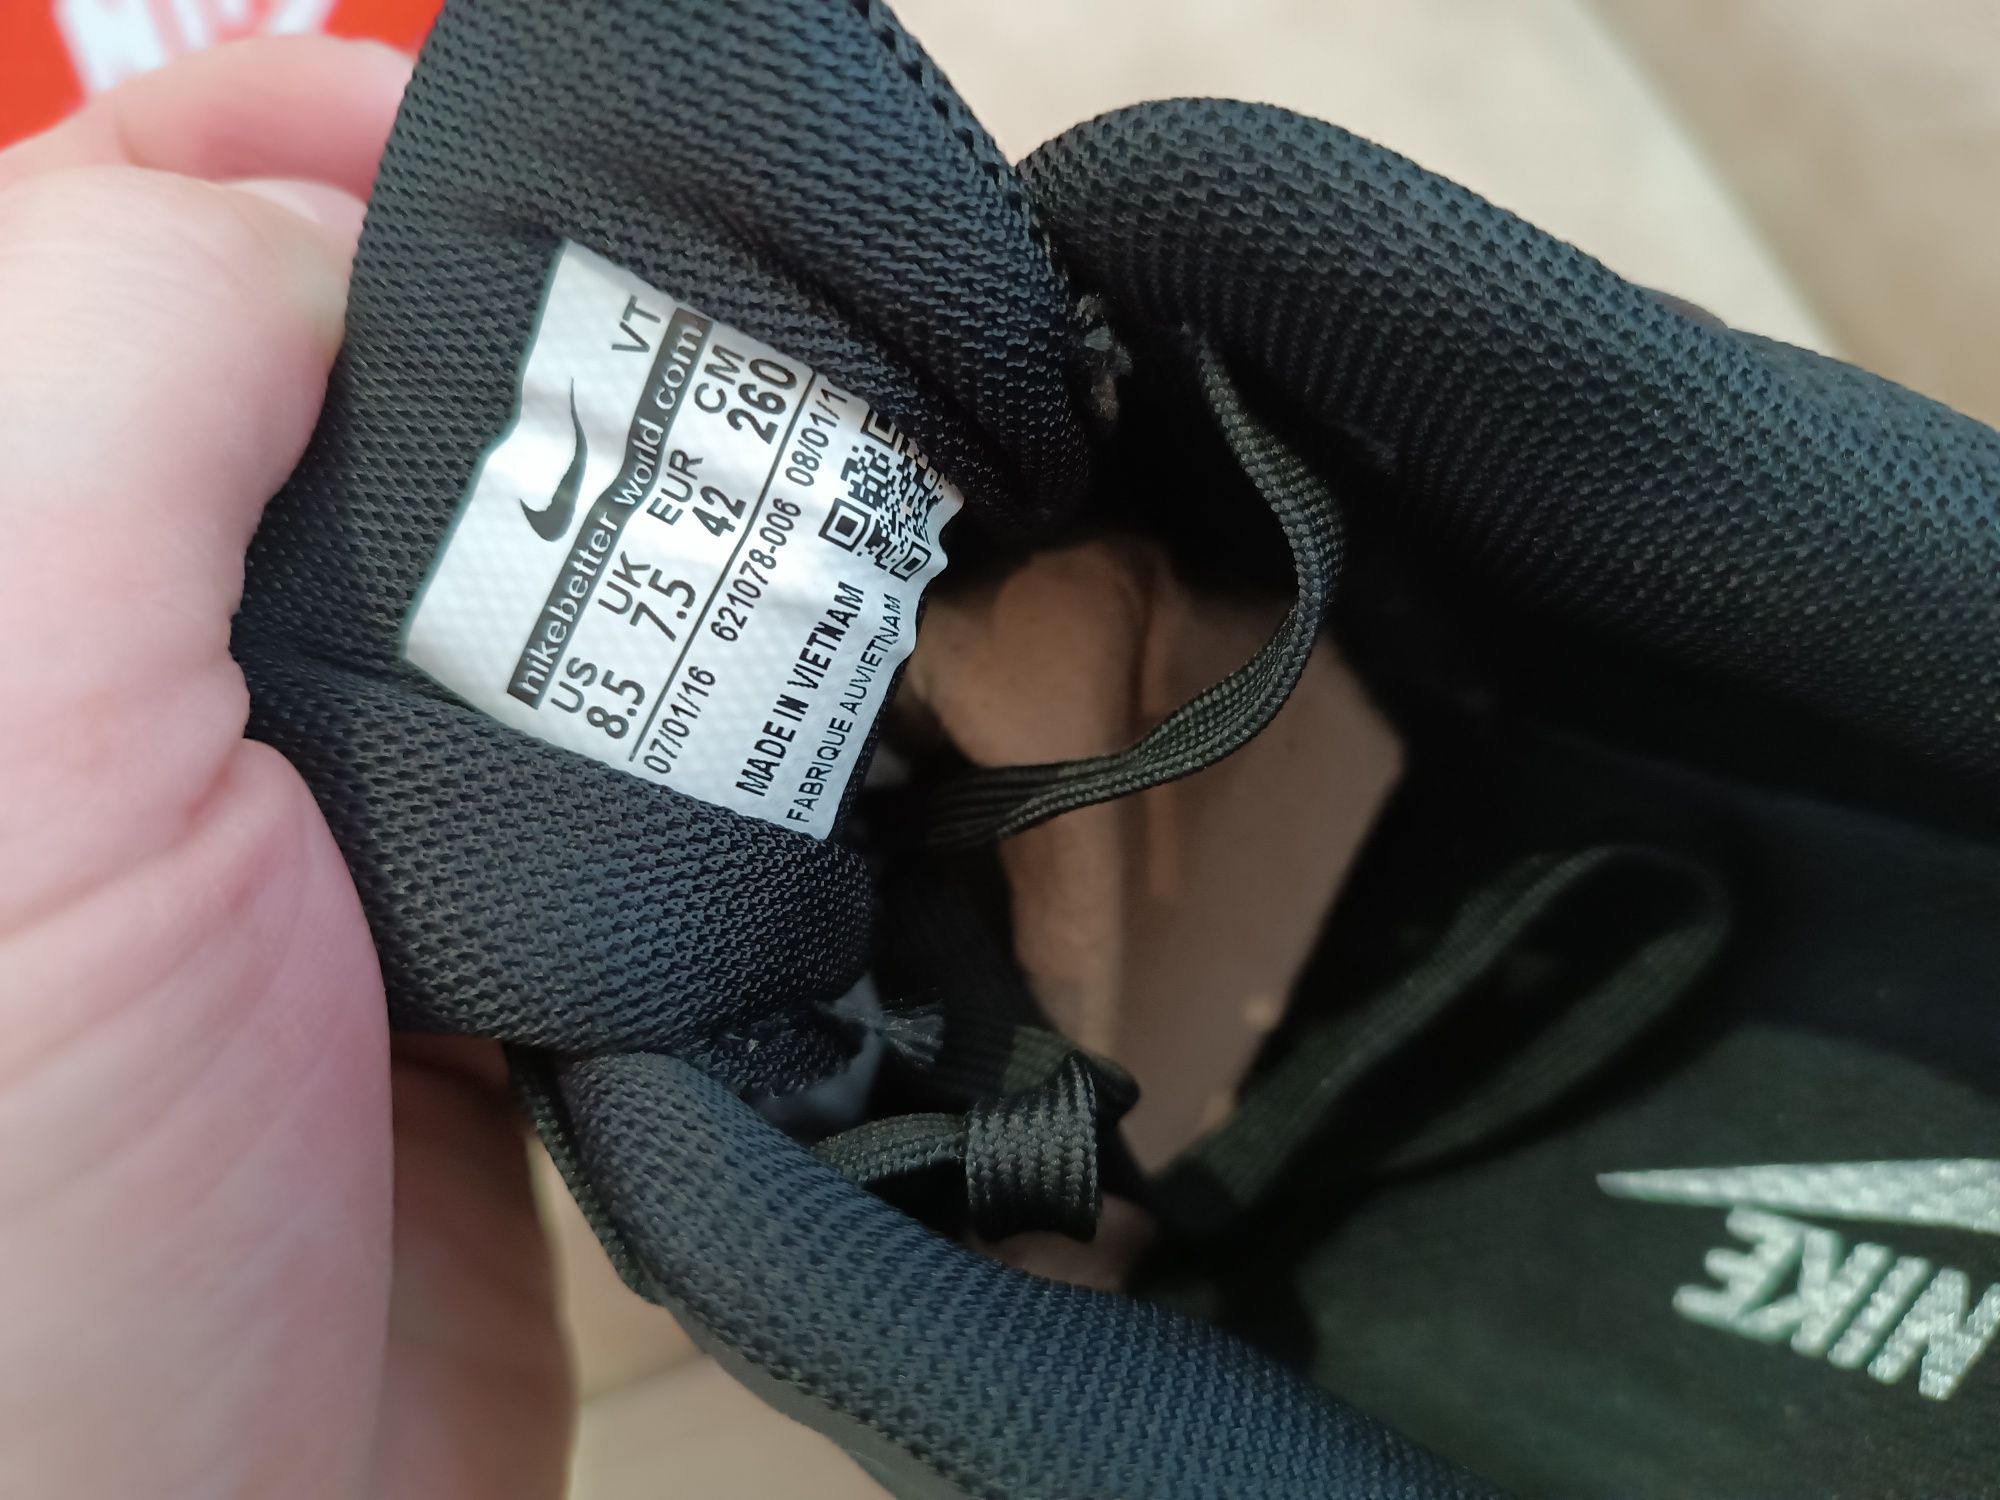 VT
nikebetterworld.com
US UK EUR CM
8.5 7.5 42 260
07/01/16 621078-006 08/01/1
MADE IN VIETNAM
FABRIQUE AUVIETNAM
NIKE